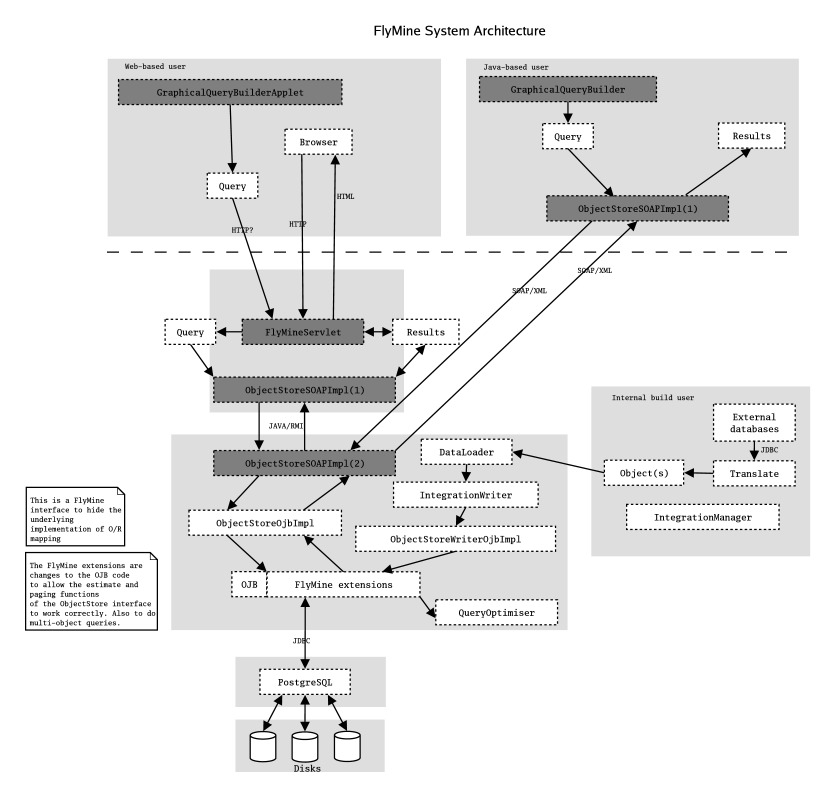 FlyMine System Architecture
Web-based user
GraphicalQueryBuilderApplet
Browser
Query
HTTP?
HTTP
HTML
Java-based user
GraphicalQueryBuilder
Query
Results
ObjectStoreSOAPImpl(1)
SOAP/XML
SOAP/XML
Query
FlyMineServlet
Results
ObjectStoreSOAPImpl(1)
JAVA/RMI
ObjectStoreSOAPImpl(2)
DataLoader
IntegrationWriter
ObjectStoreOjbImpl
ObjectStoreWriterOjbImpl
OJB
FlyMine extensions
QueryOptimiser
Internal build user
External
databases
JDBC
Object(s)
Translate
IntegrationManager
This is a FlyMine
interface to hide the
underlying
implementation of O/R
mapping
The FlyMine extensions are
changes to the OJB code
to allow the estimate and
paging functions
of the ObjectStore interface
to work correctly. Also to do
multi-object queries.
JDBC
PostgreSQL
Disks